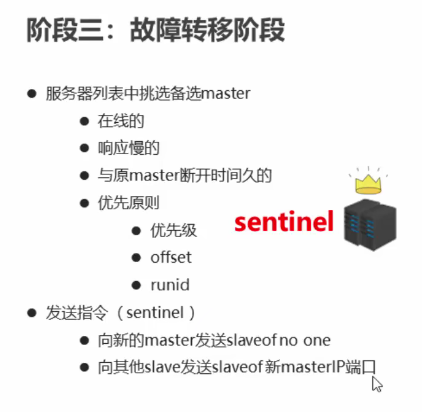 阶段三：故障转移阶段
服务器列表中挑选备选master
在线的
响应慢的
与原master断开时间久的
优先原则
优先级
offset
runid
sentinel
发送指令（sentinel）
向新的master发送slaveof no one
向其他slave发送slaveof 新masterIP端口